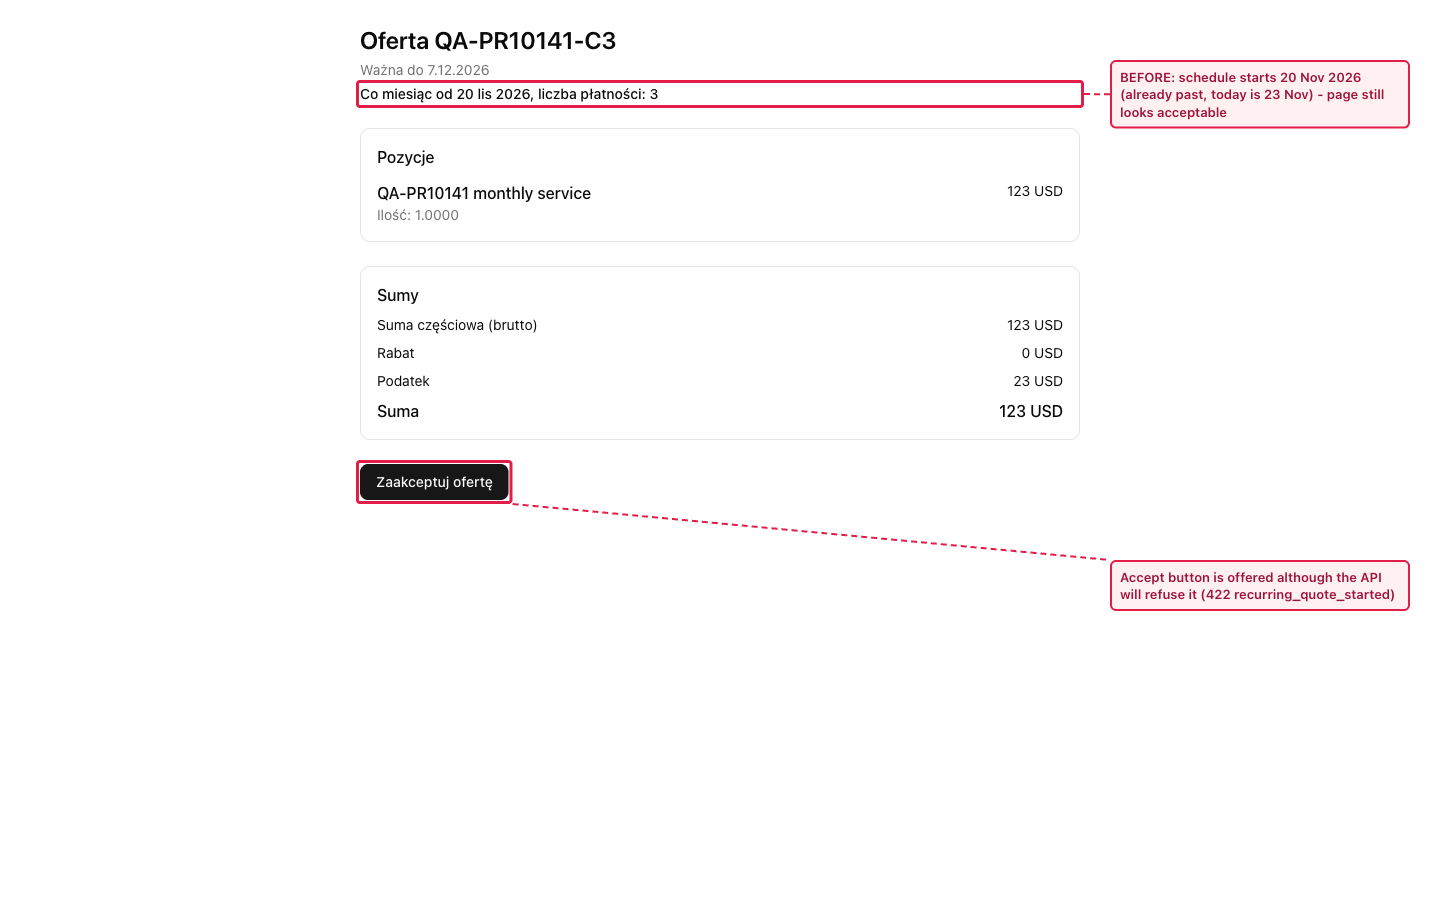 Oferta QA-PR10141-C3
Ważna do 7.12.2026
Co miesiąc od 20 lis 2026, liczba płatności: 3
BEFORE: schedule starts 20 Nov 2026
(already past, today is 23 Nov) - page still
looks acceptable
Pozycje
QA-PR10141 monthly service 123 USD
Ilość: 1.0000
Sumy
Suma częściowa (brutto) 123 USD
Rabat 0 USD
Podatek 23 USD
Suma 123 USD
Zaakceptuj ofertę
Accept button is offered although the API
will refuse it (422 recurring_quote_started)